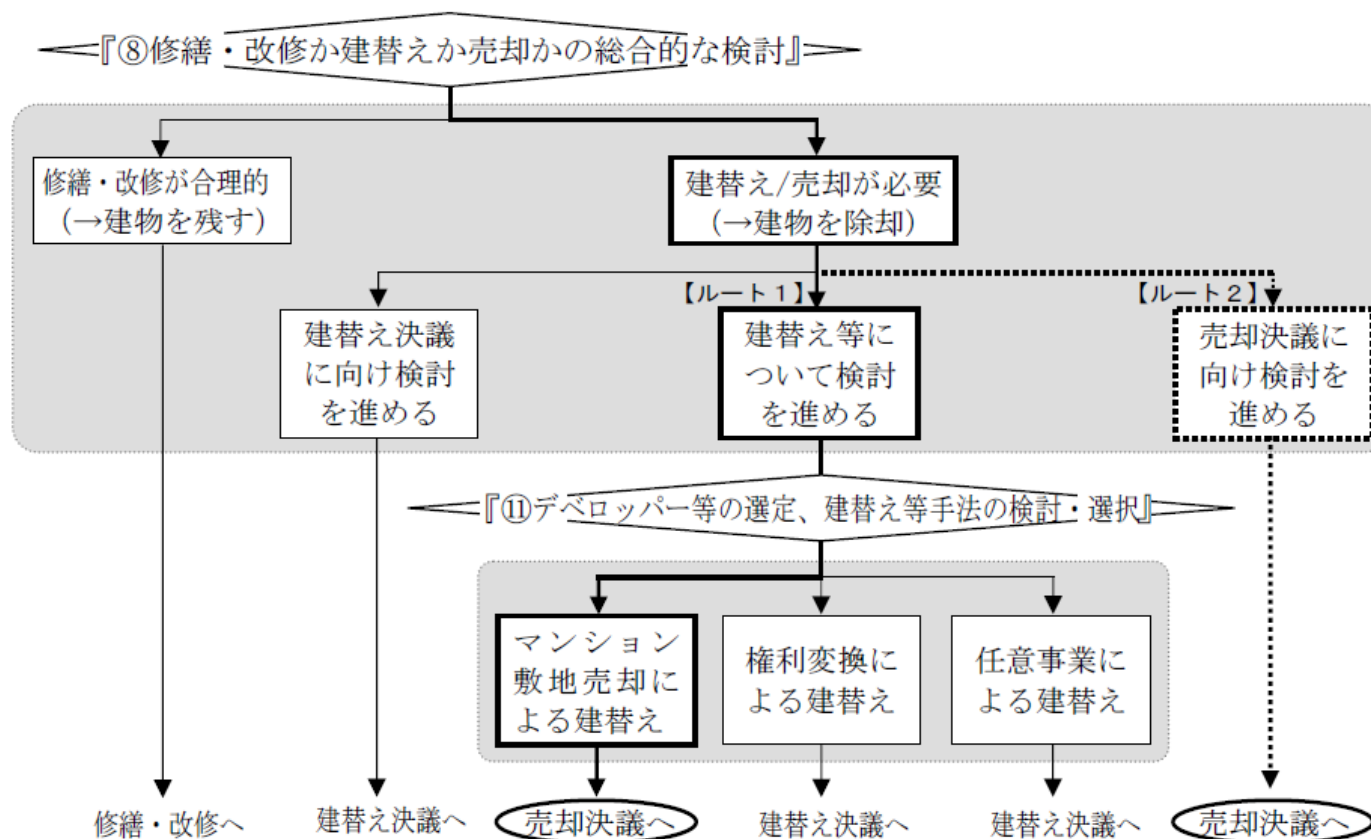 『⑧修繕・改修か建替えか売却かの総合的な検討』
修繕・改修が合理的
(→建物を残す)
建替え/売却が必要
(→建物を除却)
【ルート1】
【ルート2】
建替え決議
に向け検討
を進める
建替え等に
ついて検討
を進める
売却決議に
向け検討を
進める
『⑪デベロッパー等の選定、建替え等手法の検討・選択』
マンション
敷地売却に
よる建替え
権利変換に
よる建替え
任意事業に
よる建替え
修繕・改修へ
建替え決議へ
売却決議へ
建替え決議へ
建替え決議へ
売却決議へ